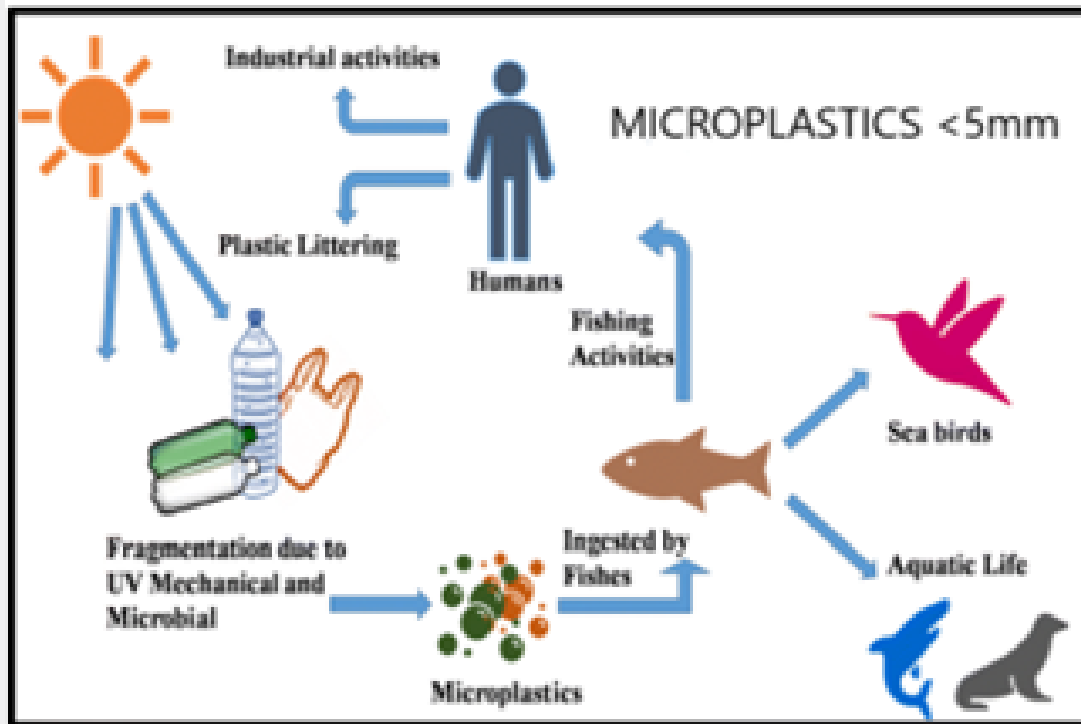 Industrial activities
MICROPLASTICS <5mm
Plastic Littering
Humans
Fishing
Activities
Sea birds
Fragmentation due to
UV Mechanical and
Microbial
Ingested by
Fishes
Aquatic Life
Microplastics